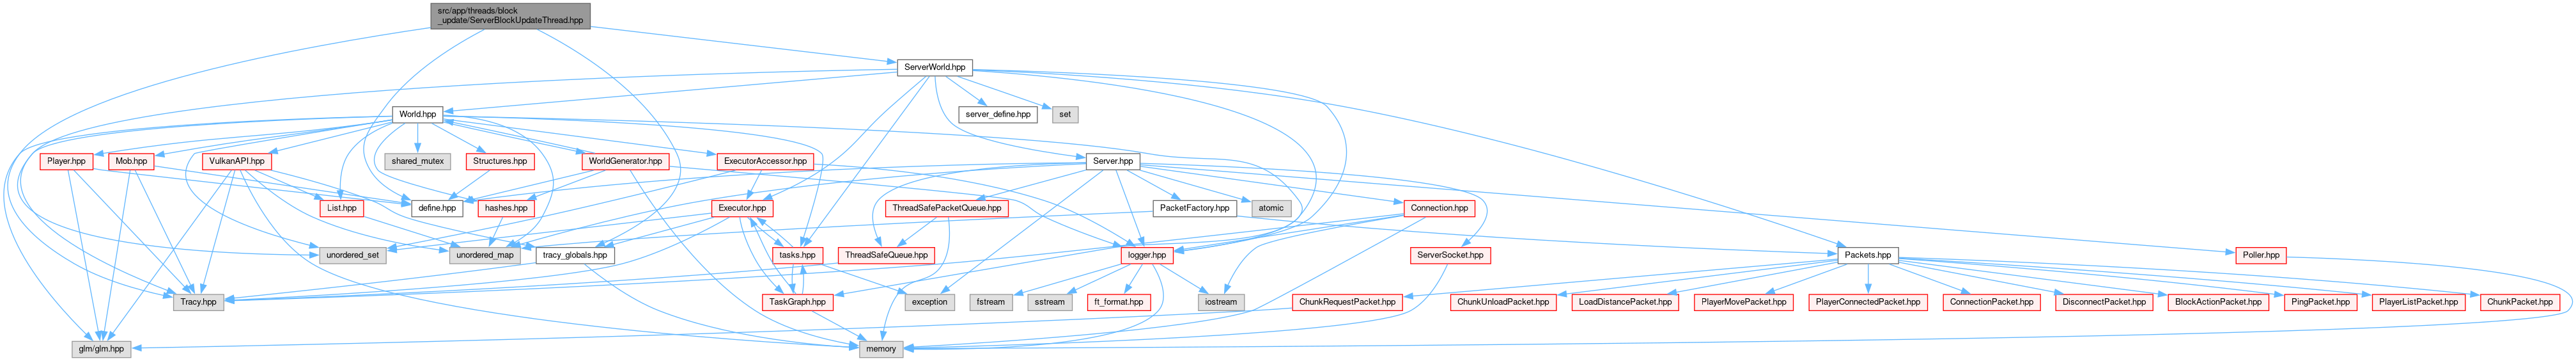 src/app/threads/block
_update/ServerBlockUpdateThread.hpp
ServerWorld.hpp
World.hpp
server_define.hpp
set
Player.hpp
Mob.hpp
VulkanAPI.hpp
shared_mutex
Structures.hpp
WorldGenerator.hpp
ExecutorAccessor.hpp
Server.hpp
List.hpp
define.hpp
hashes.hpp
Executor.hpp
ThreadSafePacketQueue.hpp
PacketFactory.hpp
atomic
Connection.hpp
unordered_set
unordered_map
tracy_globals.hpp
tasks.hpp
ThreadSafeQueue.hpp
logger.hpp
ServerSocket.hpp
Packets.hpp
Poller.hpp
Tracy.hpp
TaskGraph.hpp
exception
fstream
sstream
ft_format.hpp
iostream
ChunkRequestPacket.hpp
ChunkUnloadPacket.hpp
LoadDistancePacket.hpp
PlayerMovePacket.hpp
PlayerConnectedPacket.hpp
ConnectionPacket.hpp
DisconnectPacket.hpp
BlockActionPacket.hpp
PingPacket.hpp
PlayerListPacket.hpp
ChunkPacket.hpp
glm/glm.hpp
memory